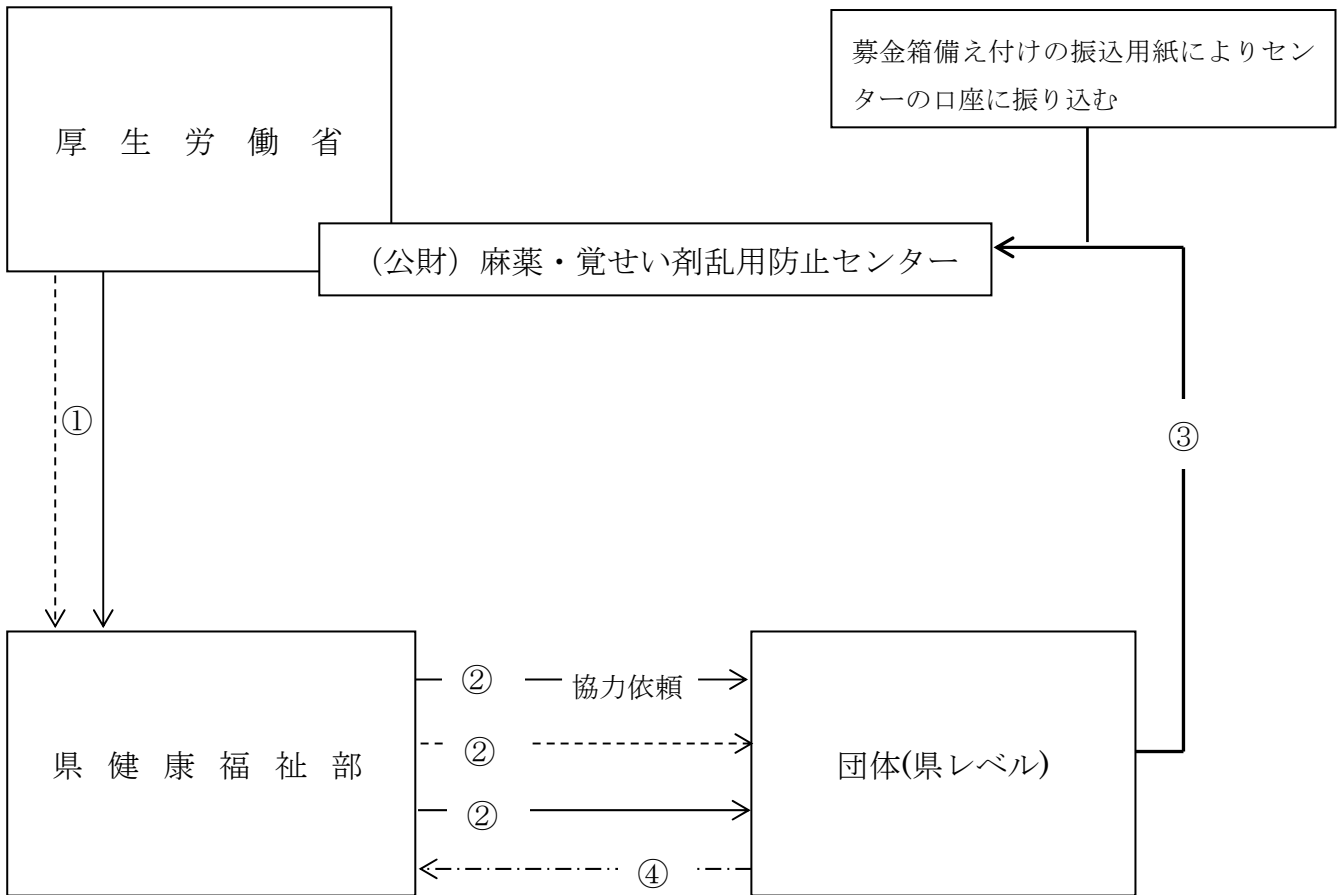 募金箱備え付けの振込用紙によりセン
ターの口座に振り込む
厚生労働省
（公財）麻薬・覚せい剤乱用防止センター
①
③
② 協力依頼
②
②
④
県健康福祉部
団体(県レベル)